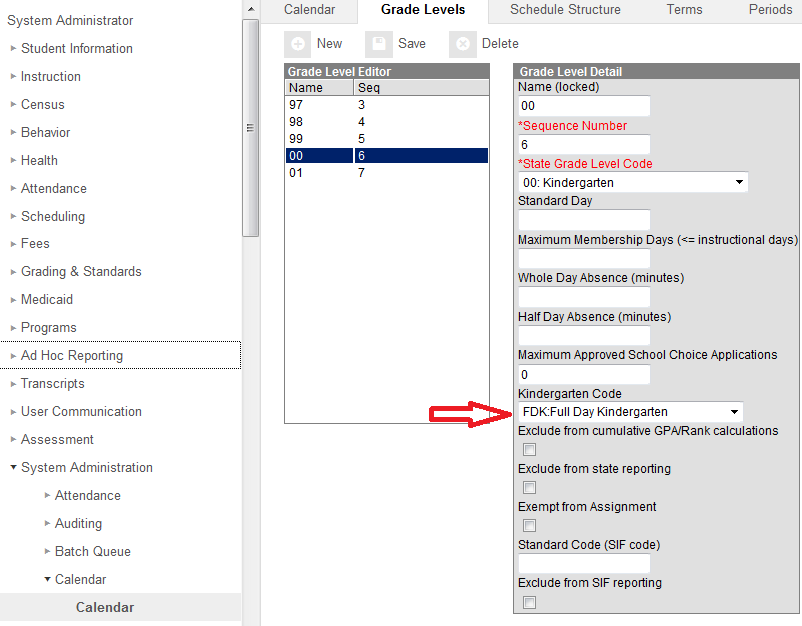 System Administrator
Student Information
Instruction
Census
Behavior
Health
Attendance
Scheduling
Fees
Grading & Standards
Medicaid
Programs
Ad Hoc Reporting
Transcripts
User Communication
Assessment
System Administration
Attendance
Auditing
Batch Queue
Calendar
Calendar
Calendar Grade Levels Schedule Structure Terms Periods
New Save Delete
Grade Level Editor
Name Seq
97 3
98 4
99 5
00 6
01 7
Grade Level Detail
Name (locked)
00
*Sequence Number
6
*State Grade Level Code
00: Kindergarten
Standard Day
Maximum Membership Days (<= instructional days)
Whole Day Absence (minutes)
Half Day Absence (minutes)
Maximum Approved School Choice Applications
0
Kindergarten Code
FDK:Full Day Kindergarten
Exclude from cumulative GPA/Rank calculations
Exclude from state reporting
Exempt from Assignment
Standard Code (SIF code)
Exclude from SIF reporting